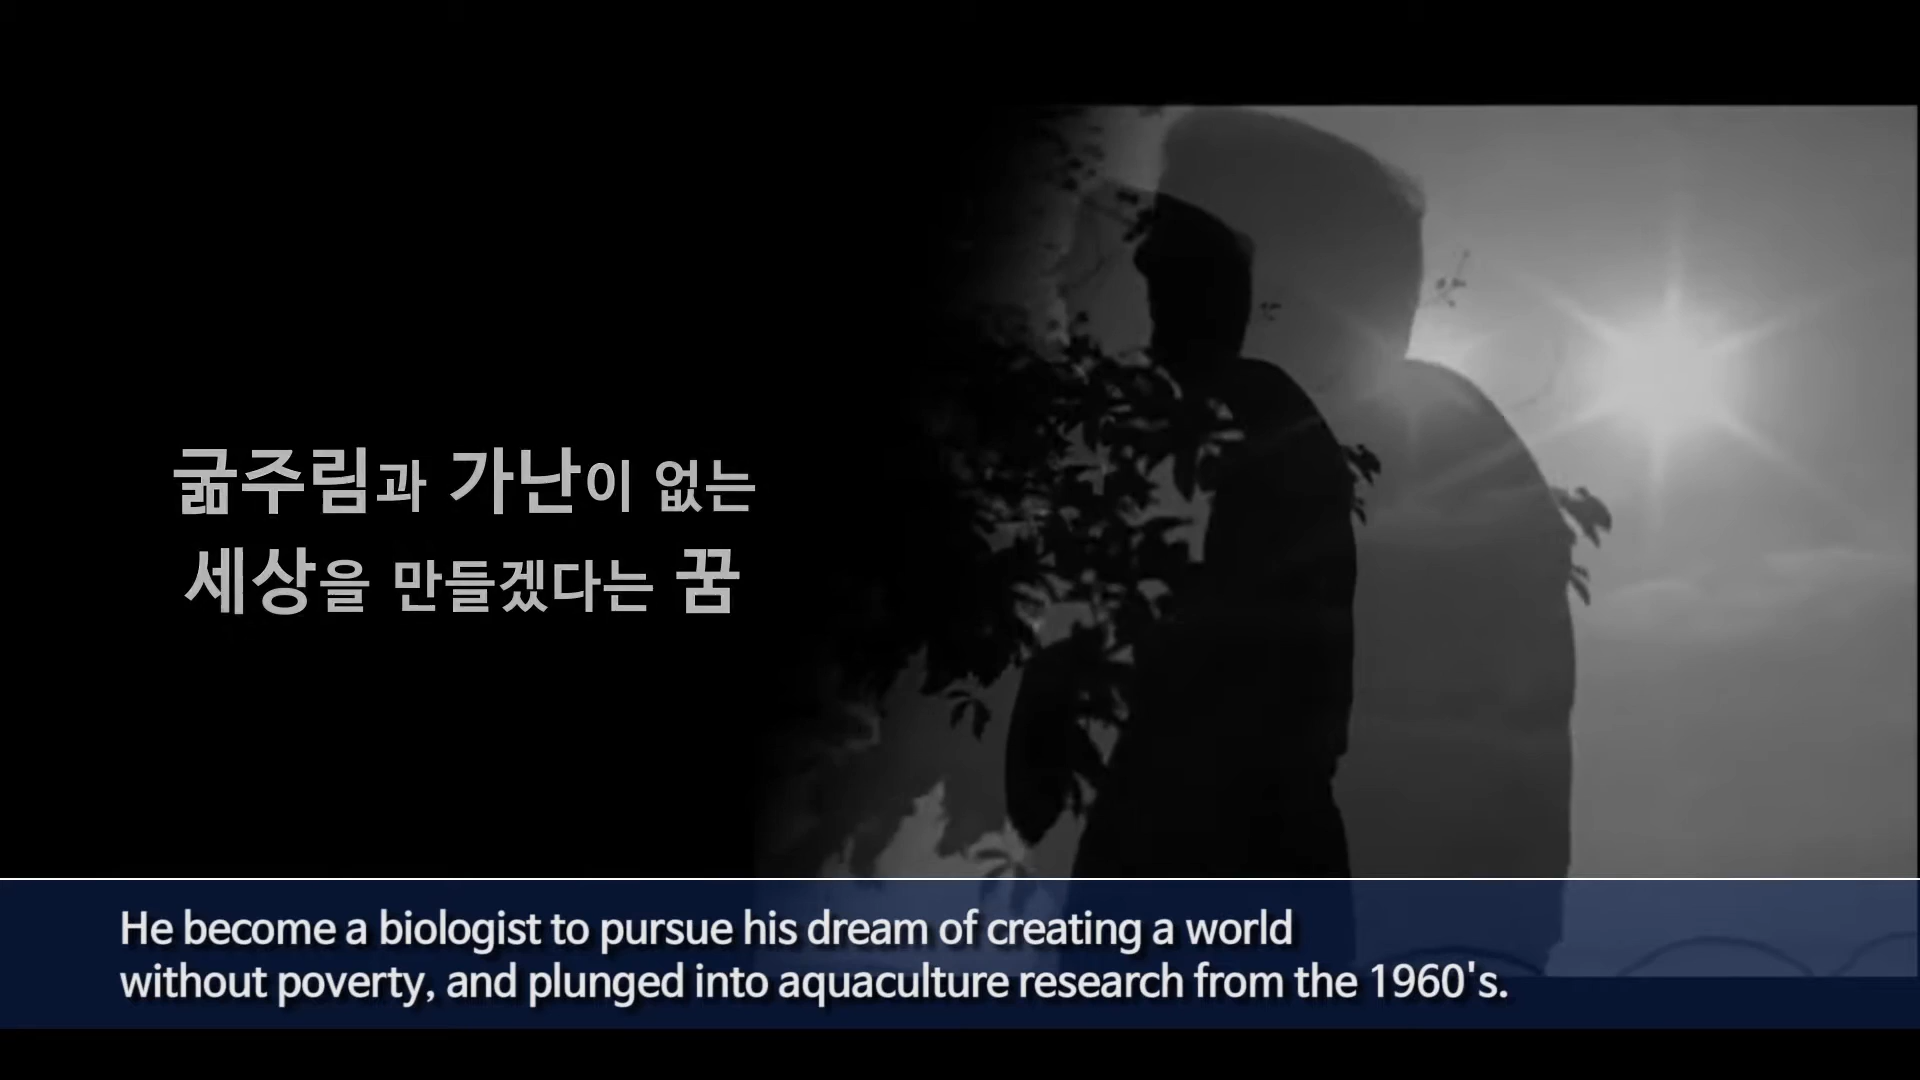 굶주림과 가난이 없는
세상을 만들겠다는 꿈
He become a biologist to pursue his dream of creating a world
without poverty, and plunged into aquaculture research from the 1960's.